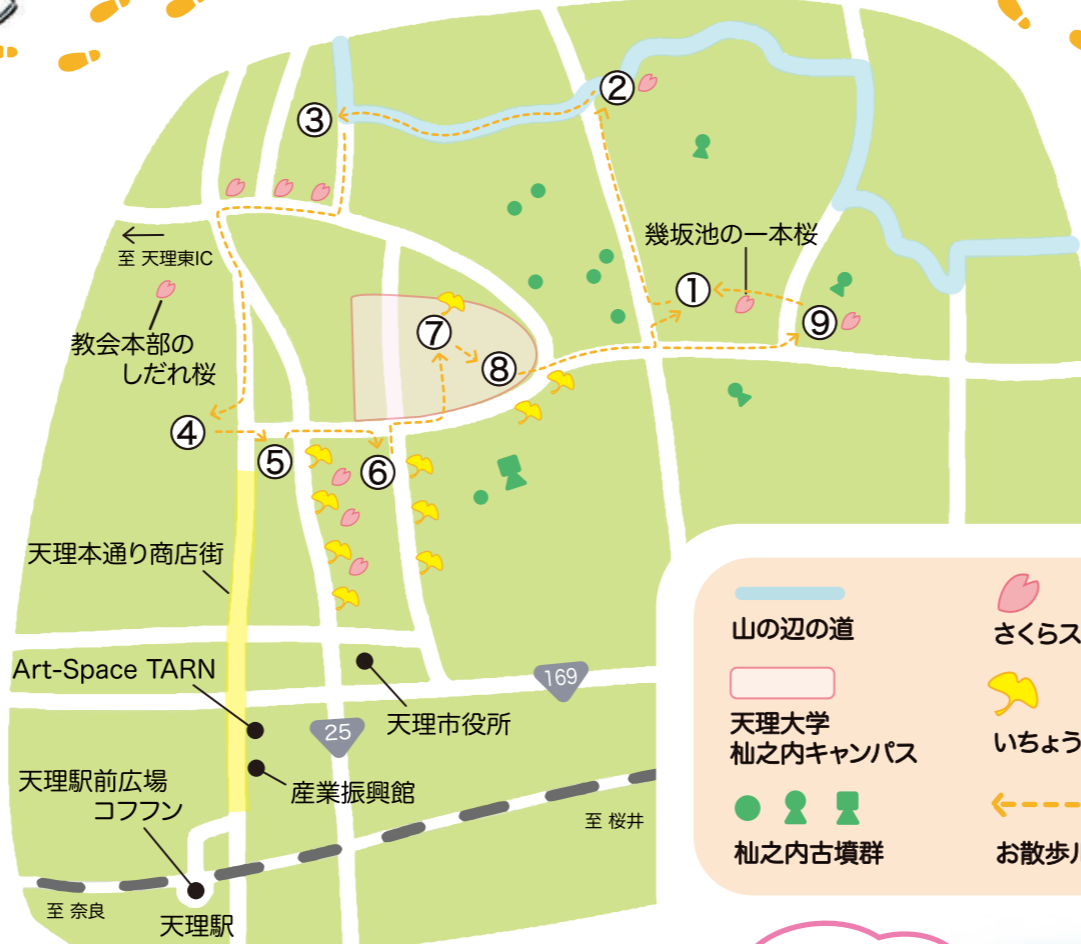 ②
③
幾坂池の一本桜
至 天理東IC
①
教会本部の
しだれ桜
⑦
⑨
⑧
④
⑤
⑥
天理本通り商店街
Art-Space TARN
169
天理市役所
25
天理駅前広場
コフフン
産業振興館
至 桜井
至 奈良
天理駅
山の辺の道
さくらス
天理大学
杣之内キャンパス
いちょう
杣之内古墳群
お散歩